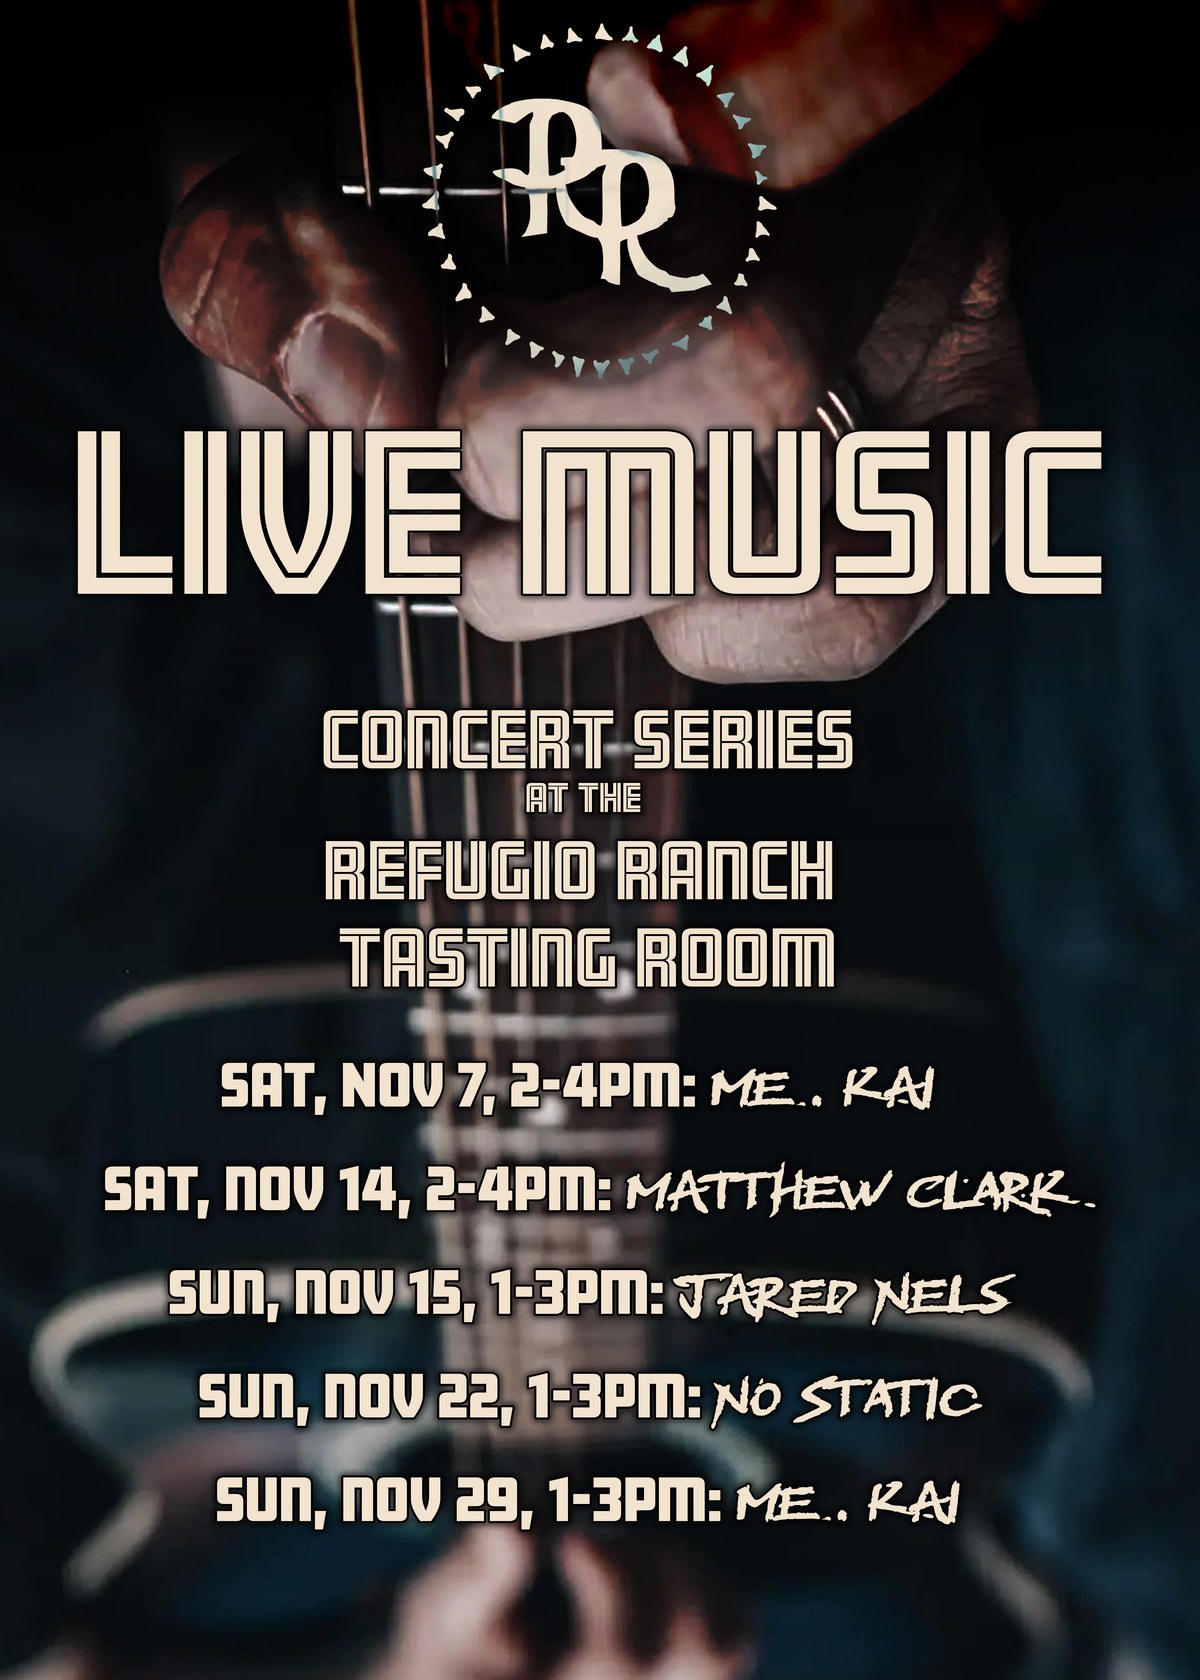 RR
LIVE MUSIC
CONCERT SERIES
AT THE
REFUGIO RANCH
TASTING ROOM
SAT, NOV 7, 2-4PM: ME.. KAI
SAT, NOV 14, 2-4PM: MATTHEW CLARK.
SUN, NOV 15, 1-3PM: JARED NELS
SUN, NOV 22, 1-3PM: NO STATIC
SUN, NOV 29, 1-3PM: ME.. KAI